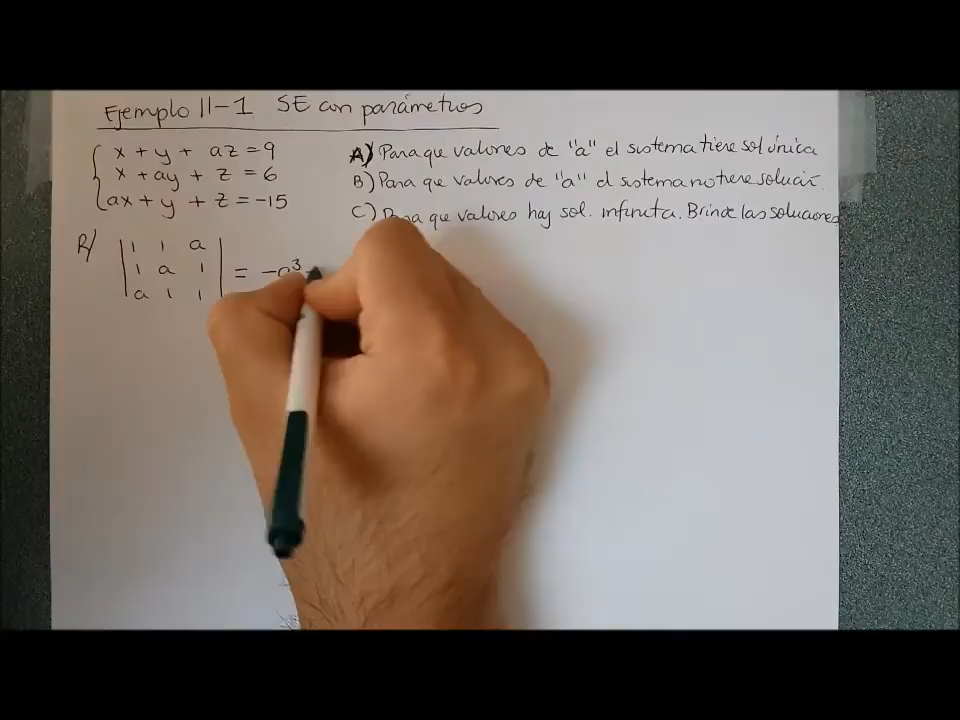 Ejemplo 11-1 SE con parámetros
x + y + az = 9
x + ay + z = 6
ax + y + z = -15
A) Para que valores de "a" el sistema tiene sol única
B) Para que valores de "a" el sistema no tiene solución.
C) Para que valores hay sol. infinita. Brinde las soluciones
R/
1 1 a
1 a 1 = -a³
a 1 1